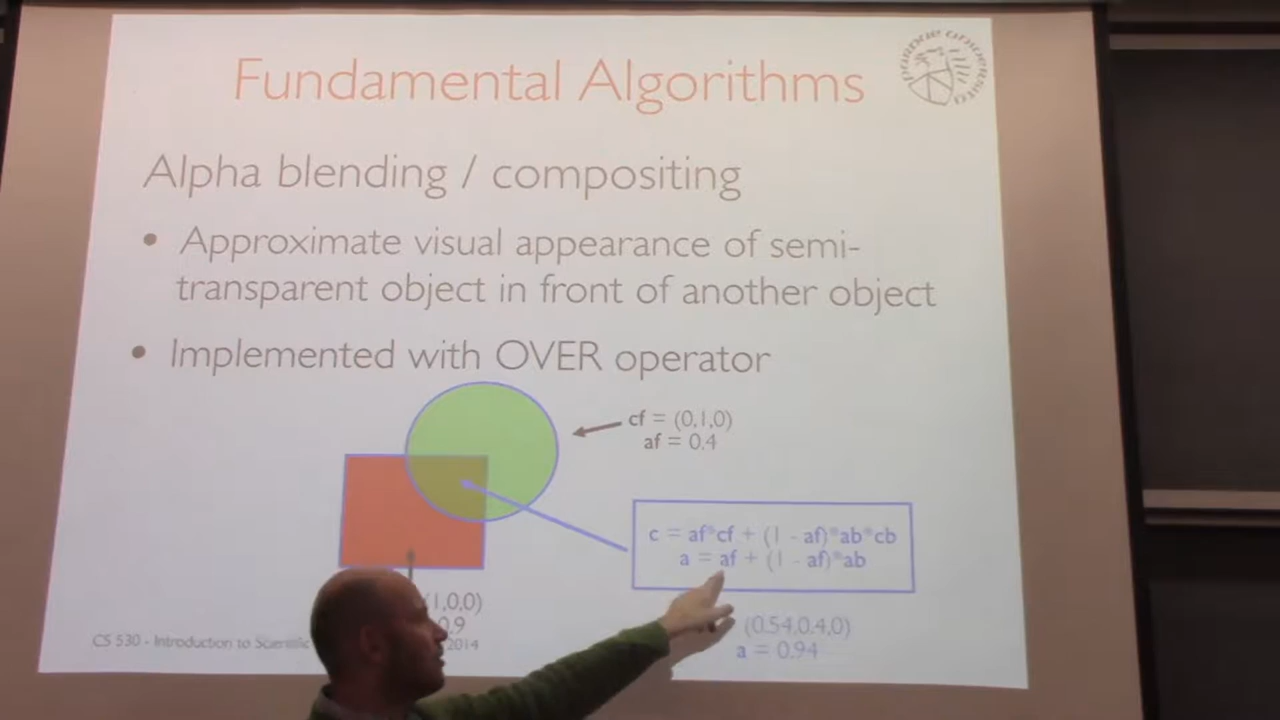 Fundamental Algorithms
Alpha blending / compositing
• Approximate visual appearance of semi-
transparent object in front of another object
• Implemented with OVER operator
cf = (0,1,0)
af = 0.4
c = af*cf + (1 - af)*ab*cb
a = af + (1 - af)*ab
(1,0,0)
0.9
(0.54,0.4,0)
a = 0.94
CS 530 - Introduction to
2014